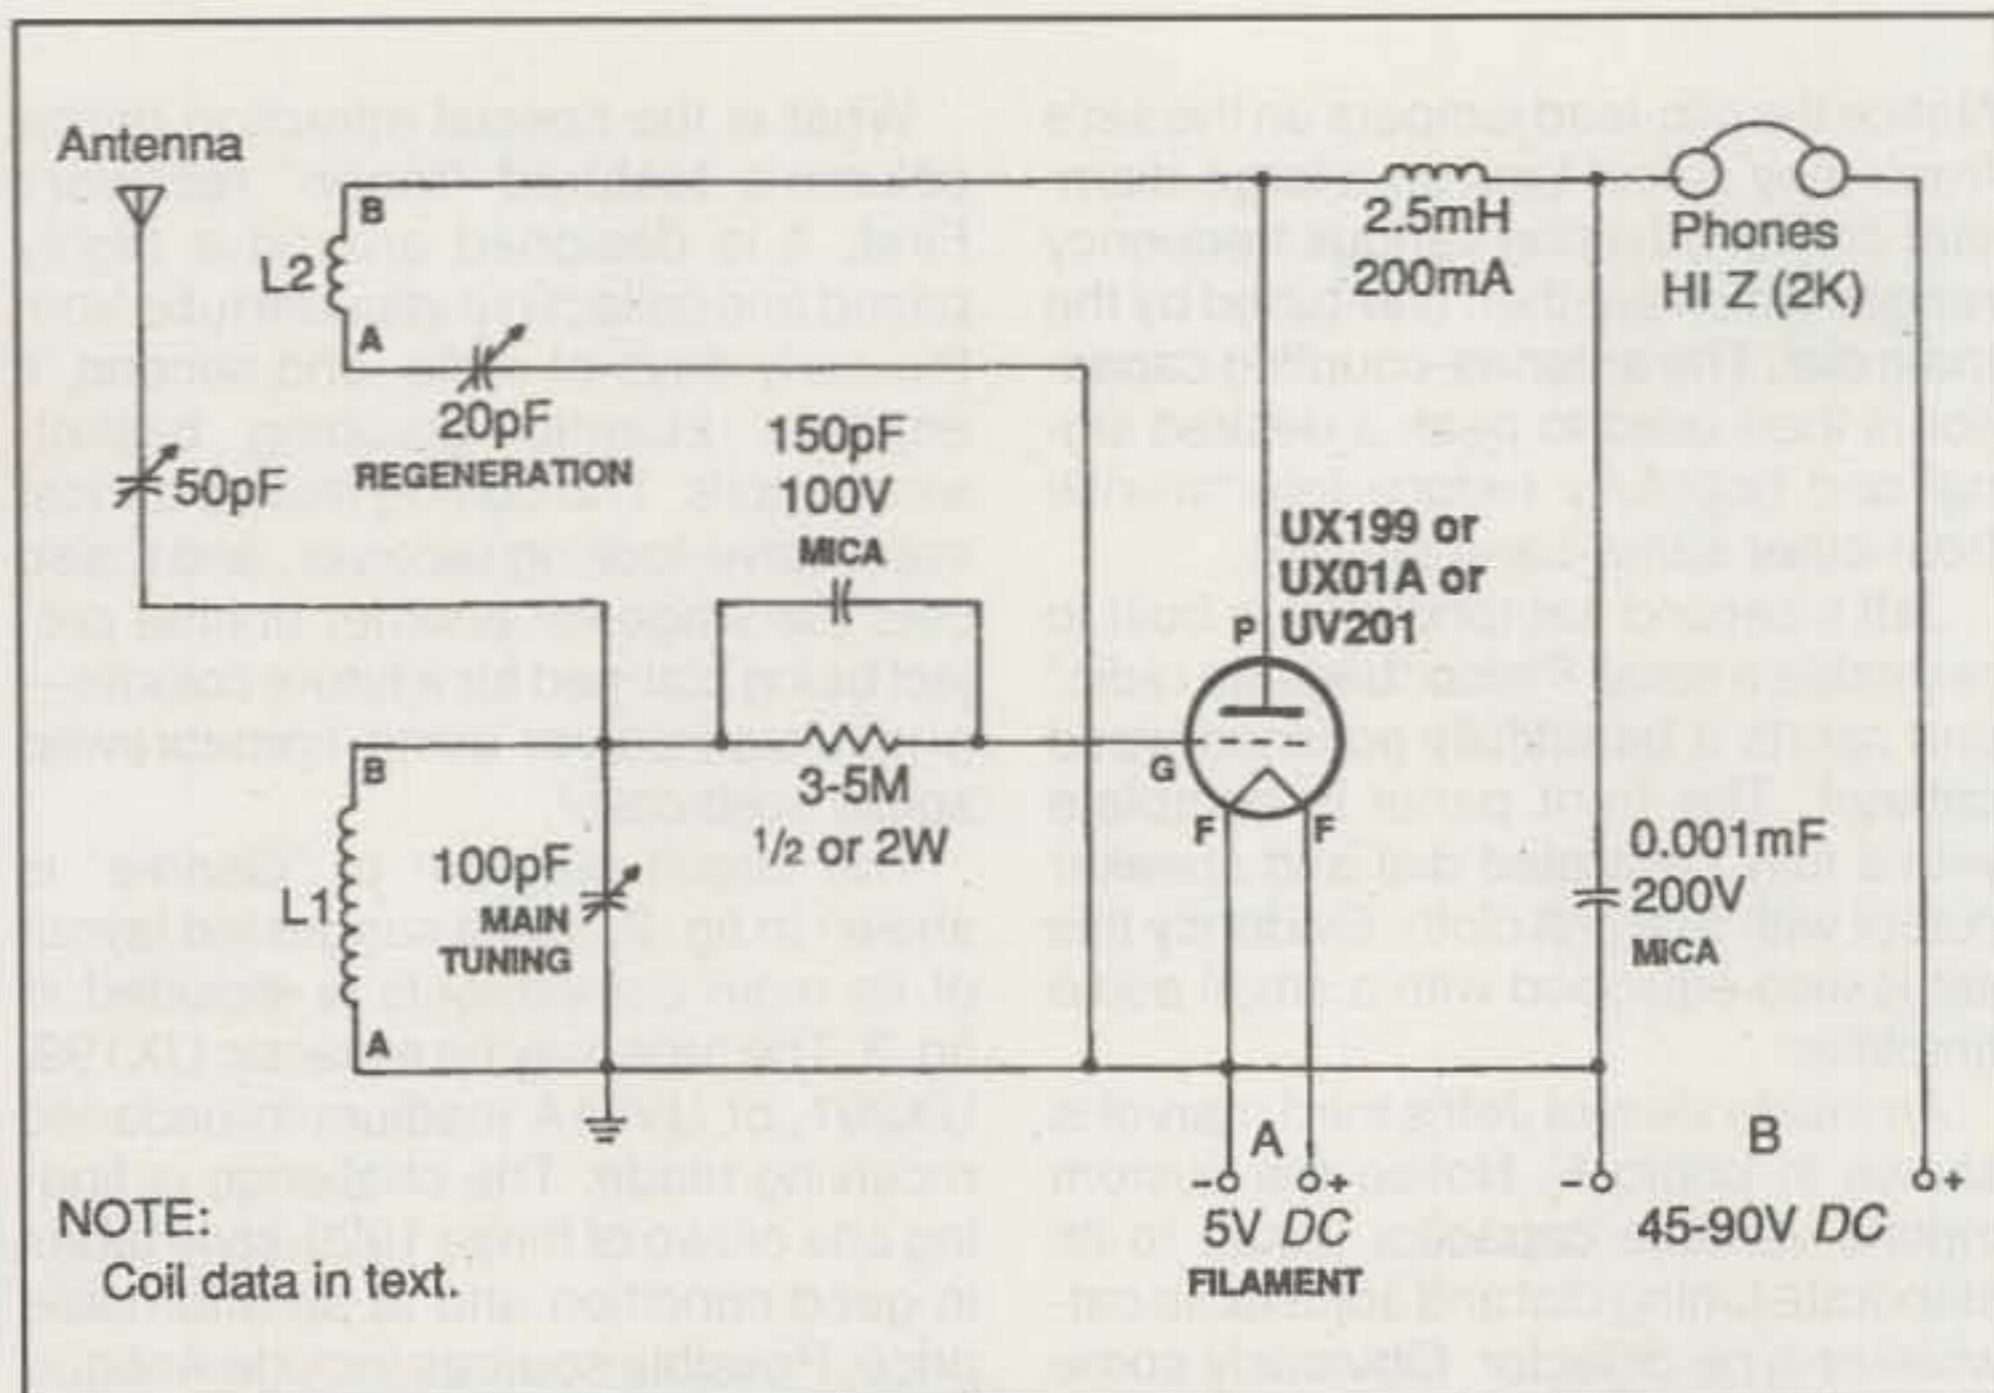 Antenna
B
L2
A
20pF
REGENERATION
50pF
150pF
100V
MICA
2.5mH
200mA
Phones
HI Z (2K)
UX199 or
UX01A or
UV201
P
G
F
F
B
L1
A
100pF
MAIN
TUNING
3-5M
1/2 or 2W
0.001mF
200V
MICA
A
- +
5V DC
FILAMENT
B
- +
45-90V DC
NOTE:
Coil data in text.